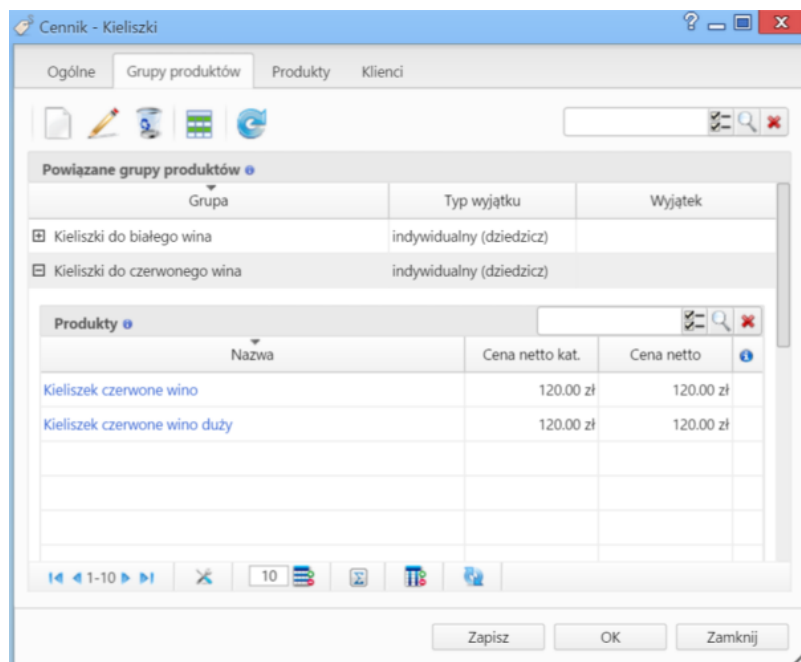 Cennik - Kieliszki
Ogólne Grupy produktów Produkty Klienci
Powiązane grupy produktów
Grupa Typ wyjątku Wyjątek
Kieliszki do białego wina indywidualny (dziedzicz)
Kieliszki do czerwonego wina indywidualny (dziedzicz)
Produkty
Nazwa Cena netto kat. Cena netto
Kieliszek czerwone wino 120.00 zł 120.00 zł
Kieliszek czerwone wino duży 120.00 zł 120.00 zł
1-10 10
Zapisz OK Zamknij